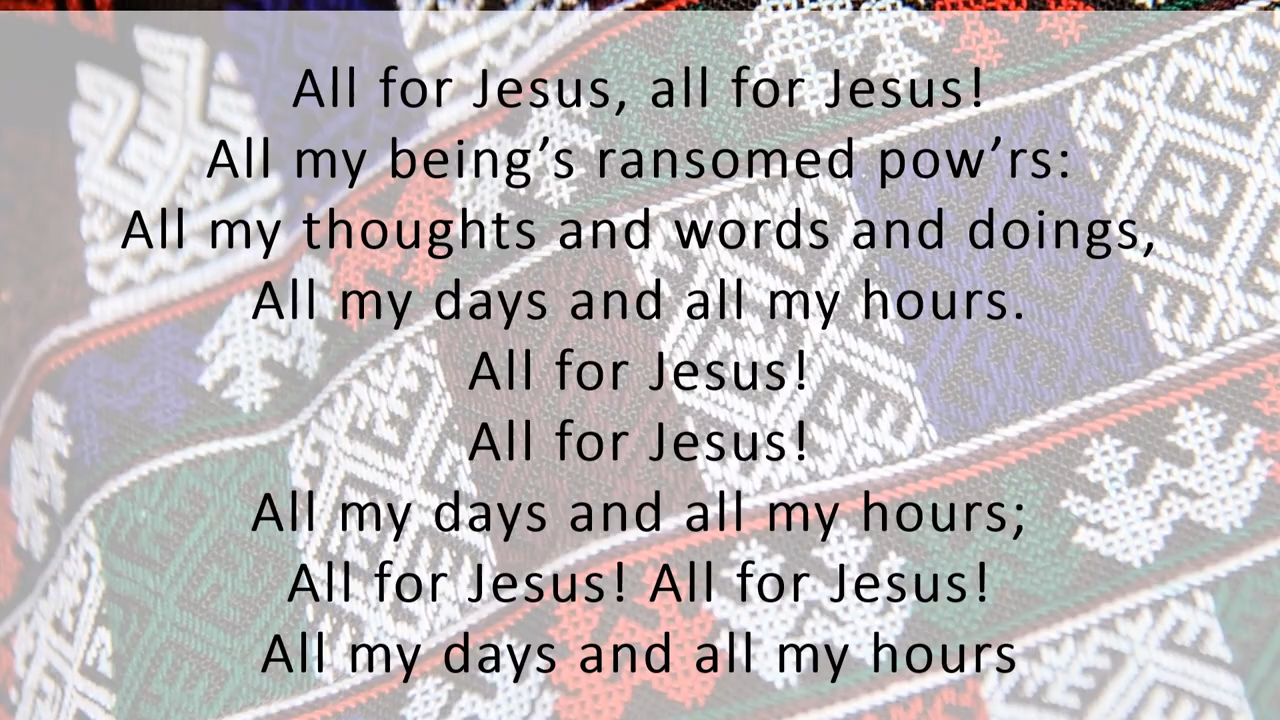 All for Jesus, all for Jesus!
All my being’s ransomed pow’rs:
All my thoughts and words and doings,
All my days and all my hours.
All for Jesus!
All for Jesus!
All my days and all my hours;
All for Jesus! All for Jesus!
All my days and all my hours